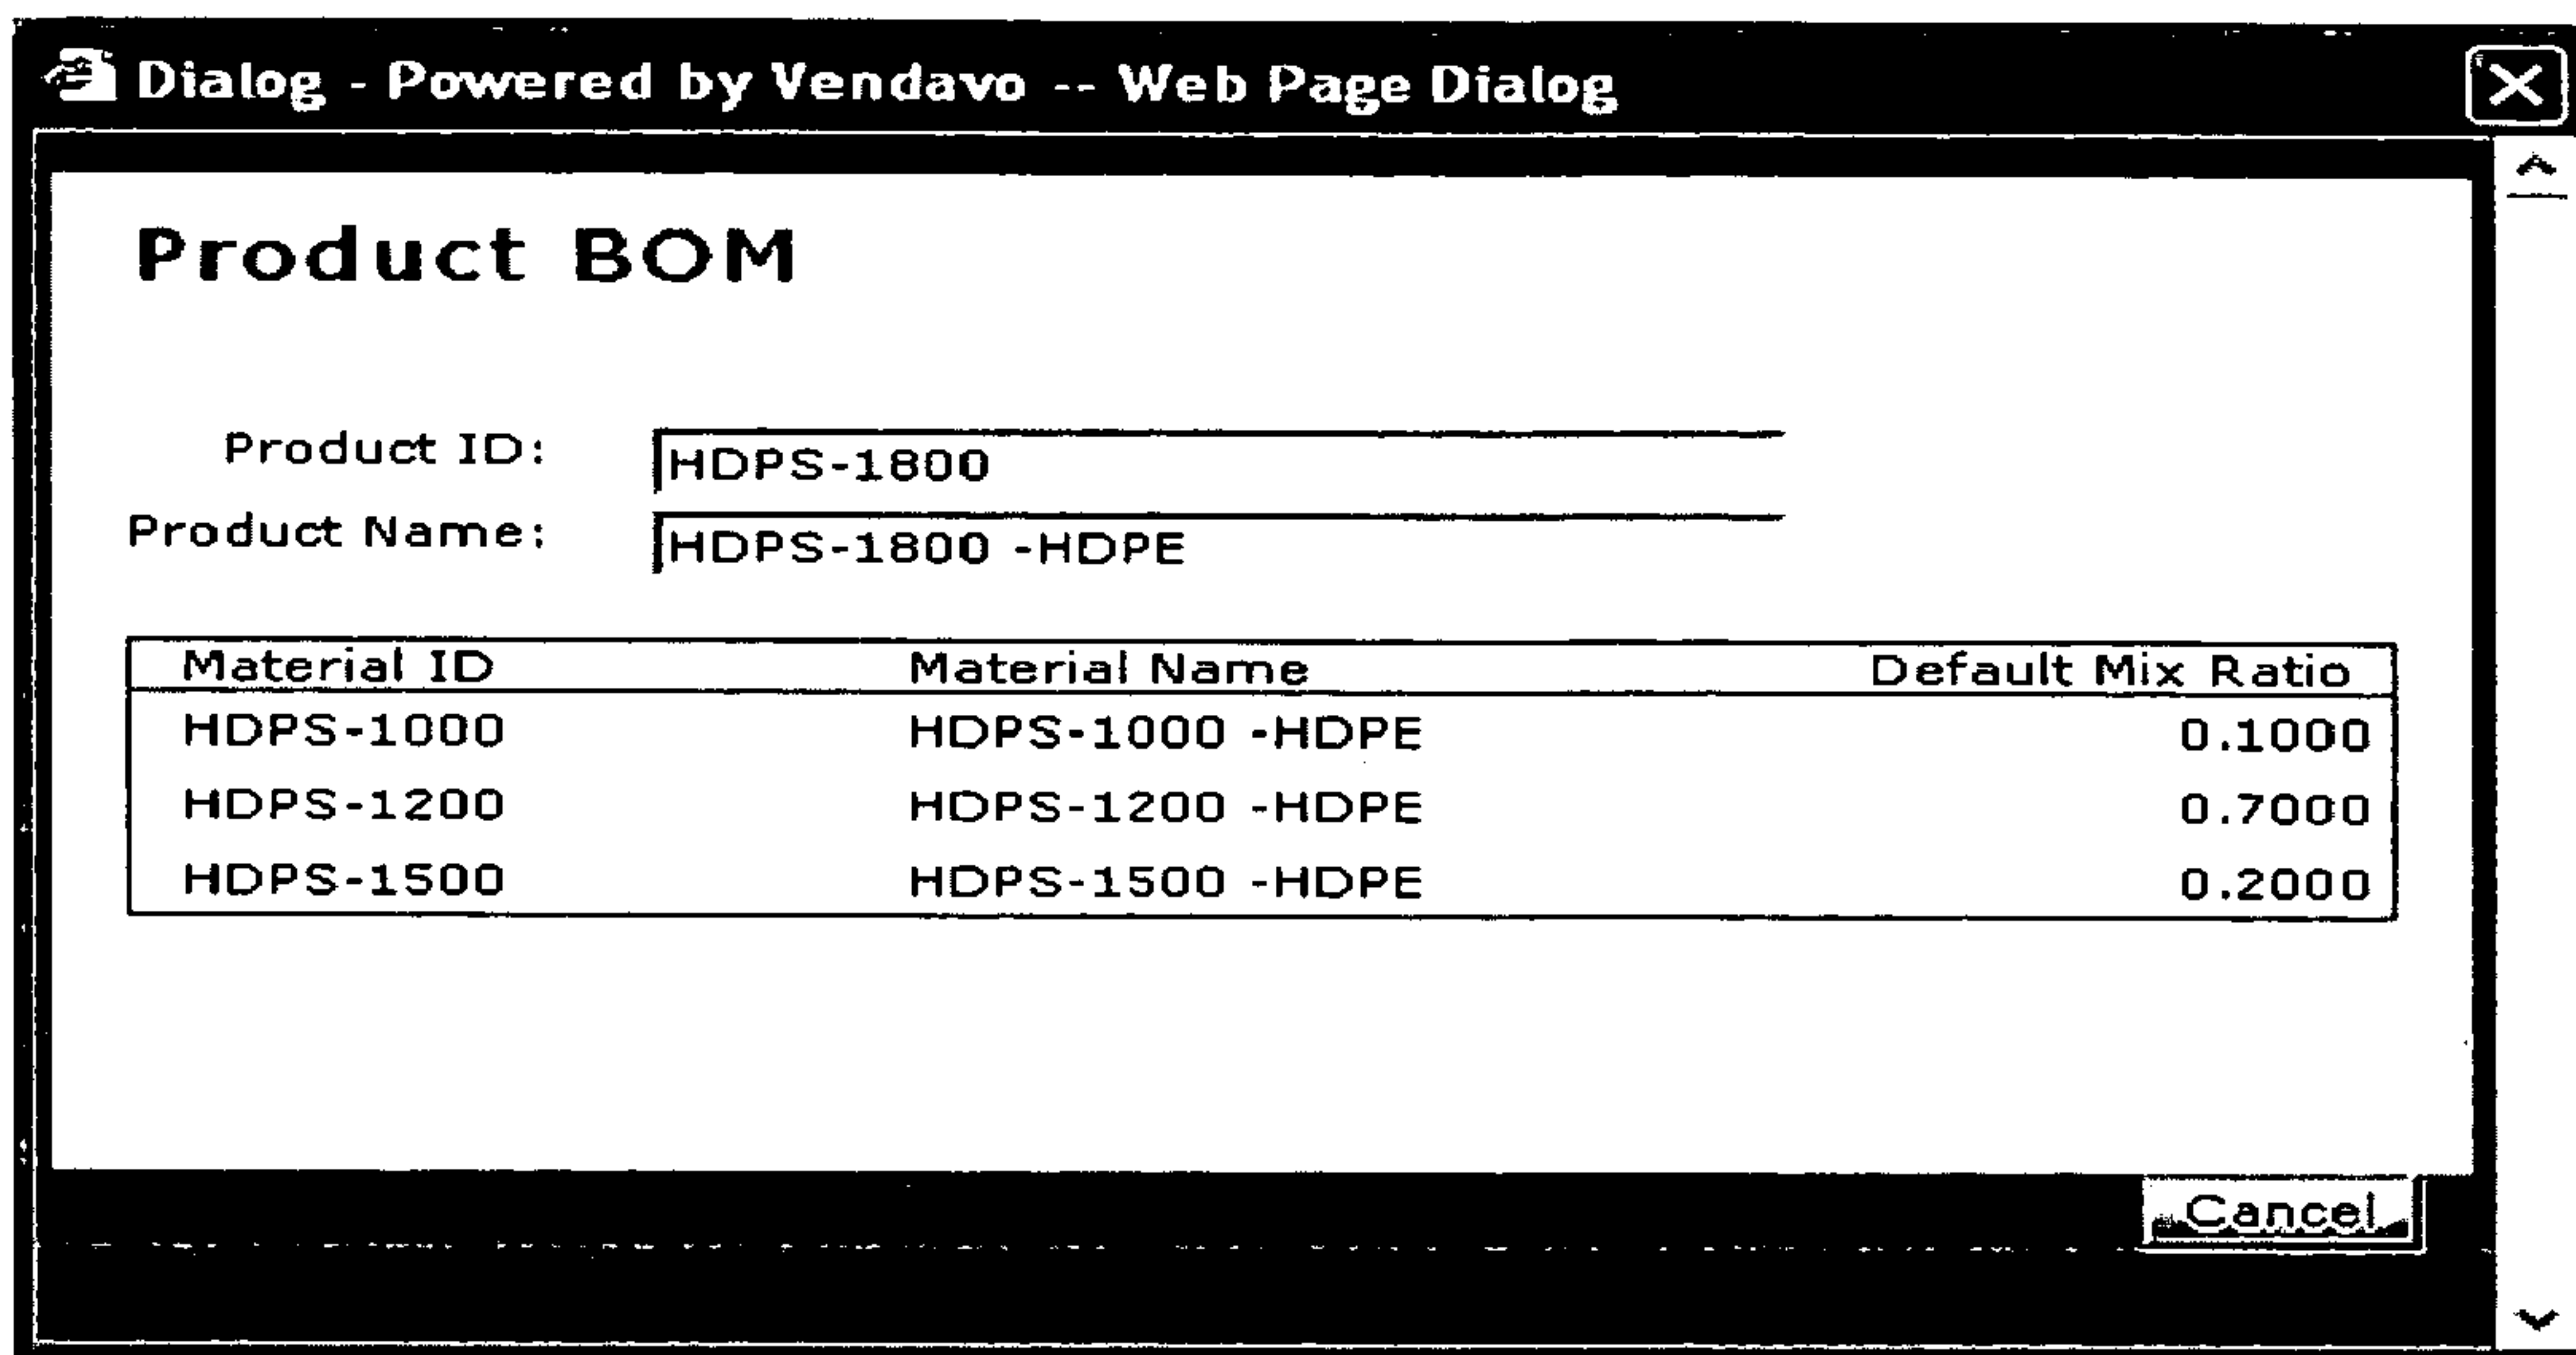 Dialog - Powered by Vendavo -- Web Page Dialog
Product BOM
Product ID: HDPS-1800
Product Name: HDPS-1800 -HDPE
Material ID Material Name Default Mix Ratio
HDPS-1000 HDPS-1000 -HDPE 0.1000
HDPS-1200 HDPS-1200 -HDPE 0.7000
HDPS-1500 HDPS-1500 -HDPE 0.2000
Cancel